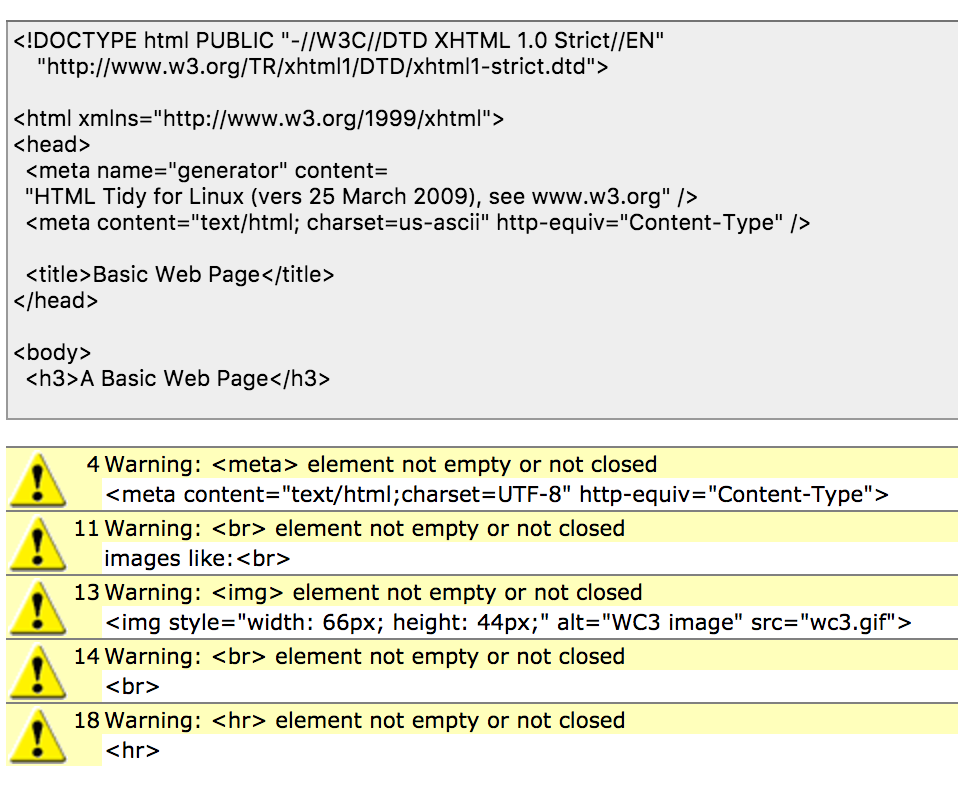 <!DOCTYPE html PUBLIC "-//W3C//DTD XHTML 1.0 Strict//EN"
"http://www.w3.org/TR/xhtml1/DTD/xhtml1-strict.dtd">
<html xmlns="http://www.w3.org/1999/xhtml">
<head>
<meta name="generator" content=
"HTML Tidy for Linux (vers 25 March 2009), see www.w3.org" />
<meta content="text/html; charset=us-ascii" http-equiv="Content-Type" />
<title>Basic Web Page</title>
</head>
<body>
<h3>A Basic Web Page</h3>
4 Warning: <meta> element not empty or not closed
<meta content="text/html;charset=UTF-8" http-equiv="Content-Type">
11 Warning: <br> element not empty or not closed
images like:<br>
13 Warning: <img> element not empty or not closed
<img style="width: 66px; height: 44px;" alt="WC3 image" src="wc3.gif">
14 Warning: <br> element not empty or not closed
<br>
18 Warning: <hr> element not empty or not closed
<hr>